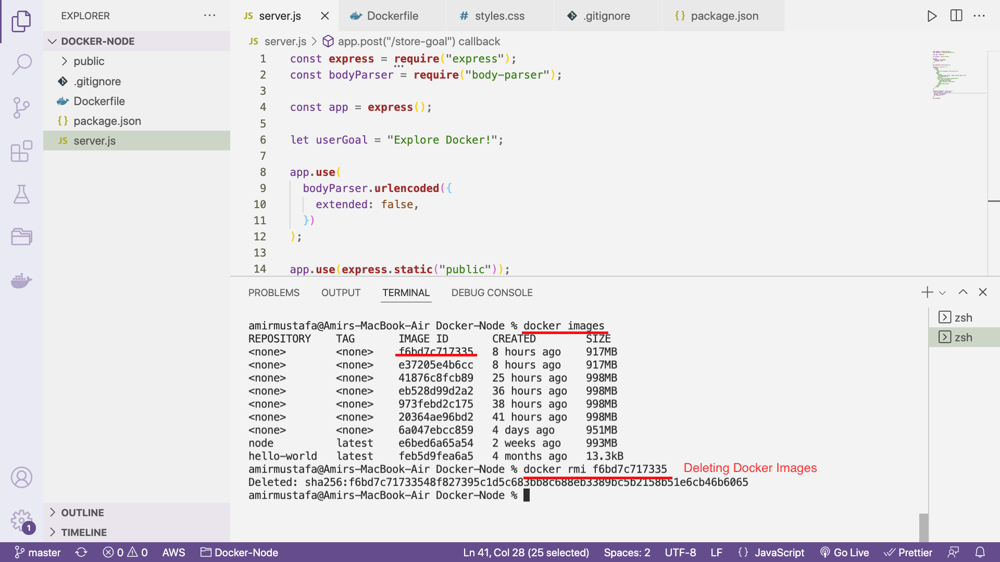 EXPLORER
DOCKER-NODE
public
.gitignore
Dockerfile
{} package.json
JS server.js
OUTLINE
TIMELINE
1
JS server.js
Dockerfile
# styles.css
.gitignore
{} package.json
JS server.js > app.post("/store-goal") callback
1 const express = require("express");
2 const bodyParser = require("body-parser");
3
4 const app = express();
5
6 let userGoal = "Explore Docker!";
7
8 app.use(
9 bodyParser.urlencoded({
10 extended: false,
11 })
12 );
13
14 app.use(express.static("public"));
PROBLEMS OUTPUT TERMINAL DEBUG CONSOLE
amirmustafa@Amirs-MacBook-Air Docker-Node % docker images
REPOSITORY TAG IMAGE ID CREATED SIZE
<none> <none> f6bd7c717335 8 hours ago 917MB
<none> <none> e37205e4b6cc 8 hours ago 917MB
<none> <none> 41876c8fcb89 25 hours ago 998MB
<none> <none> eb528d99d2a2 36 hours ago 998MB
<none> <none> 973febd2c175 38 hours ago 998MB
<none> <none> 20364ae96bd2 41 hours ago 998MB
<none> <none> 6a047ebcc859 4 days ago 951MB
node latest e6bed6a65a54 2 weeks ago 993MB
hello-world latest feb5d9fea6a5 4 months ago 13.3kB
amirmustafa@Amirs-MacBook-Air Docker-Node % docker rmi f6bd7c717335 Deleting Docker Images
Deleted: sha256:f6bd7c71733548f827395c1d5c683bb8c688eb3389bc5b2158b51e6cb46b6065
amirmustafa@Amirs-MacBook-Air Docker-Node %
zsh
zsh
master 0 0 AWS Docker-Node Ln 41, Col 28 (25 selected) Spaces: 2 UTF-8 LF {} JavaScript Go Live Prettier